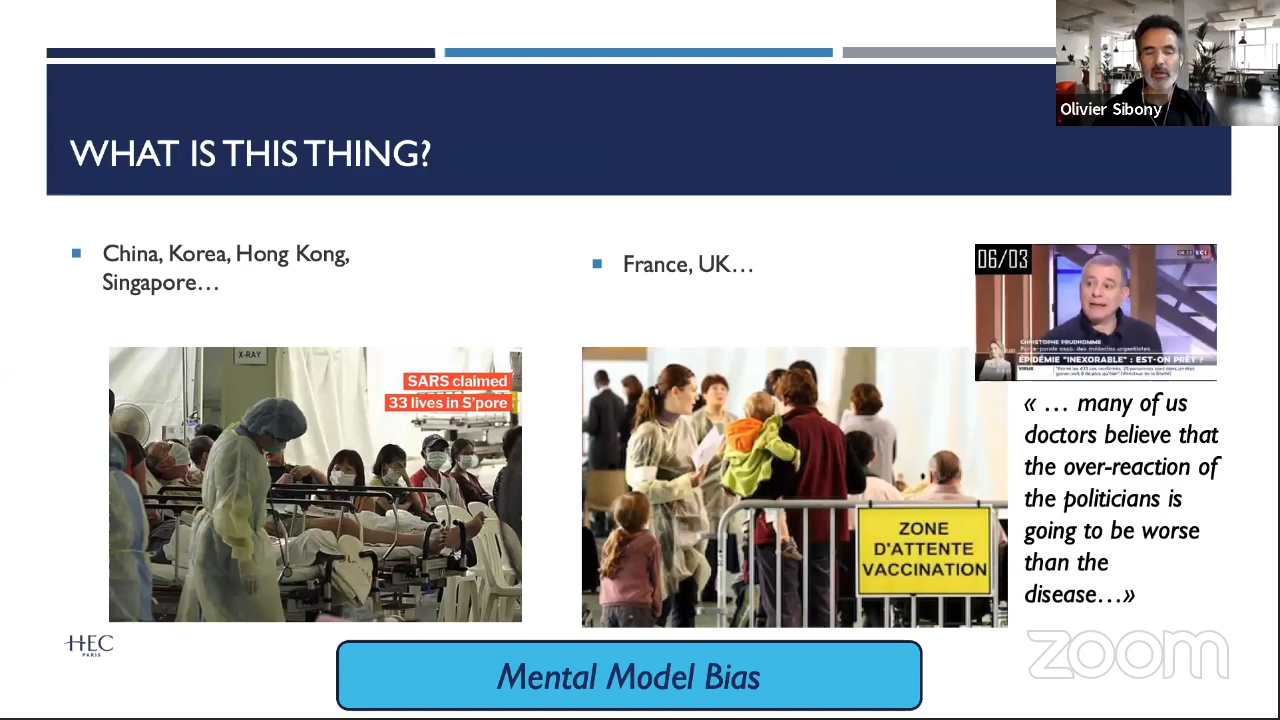 Olivier Sibony
WHAT IS THIS THING?
China, Korea, Hong Kong,
Singapore…
France, UK…
06/03
LCI
CHRISTOPHE PRUDHOMME
ÉPIDÉMIE "INEXORABLE" : EST-ON PRÊT ?
VIRUS
X-RAY
SARS claimed
33 lives in S'pore
ZONE
D'ATTENTE
VACCINATION
« … many of us
doctors believe that
the over-reaction of
the politicians is
going to be worse
than the
disease…»
HEC
PARIS
Mental Model Bias
zoom